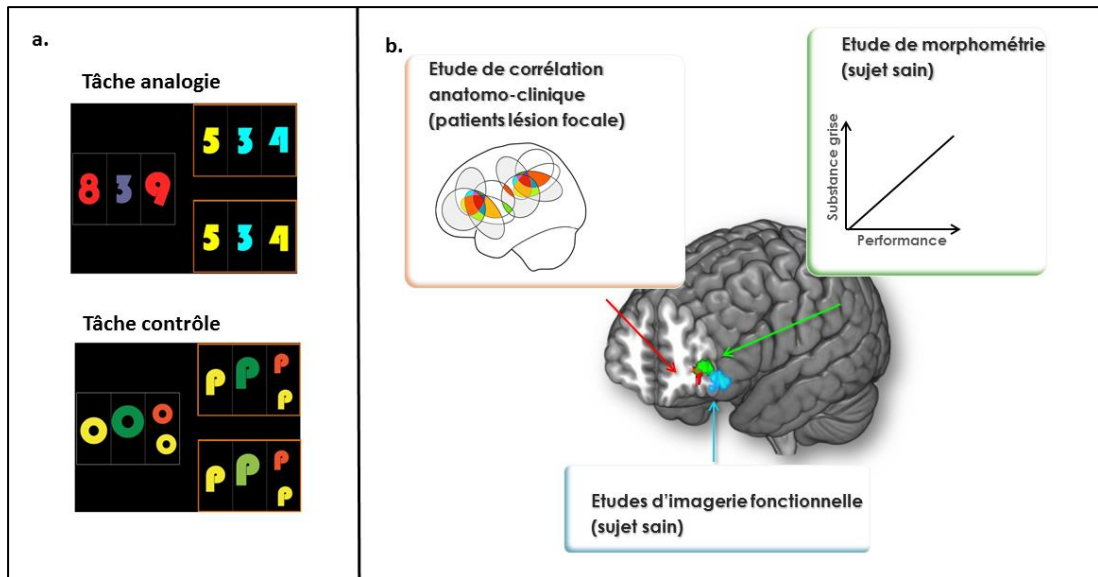 a.
Tâche analogie
8 3 9
5 3 4
5 3 4
Tâche contrôle
o o o
o
p p p
p
p p p
p
b.
Etude de corrélation
anatomo-clinique
(patients lésion focale)
Etude de morphométrie
(sujet sain)
Substance grise
Performance
Etudes d'imagerie fonctionnelle
(sujet sain)